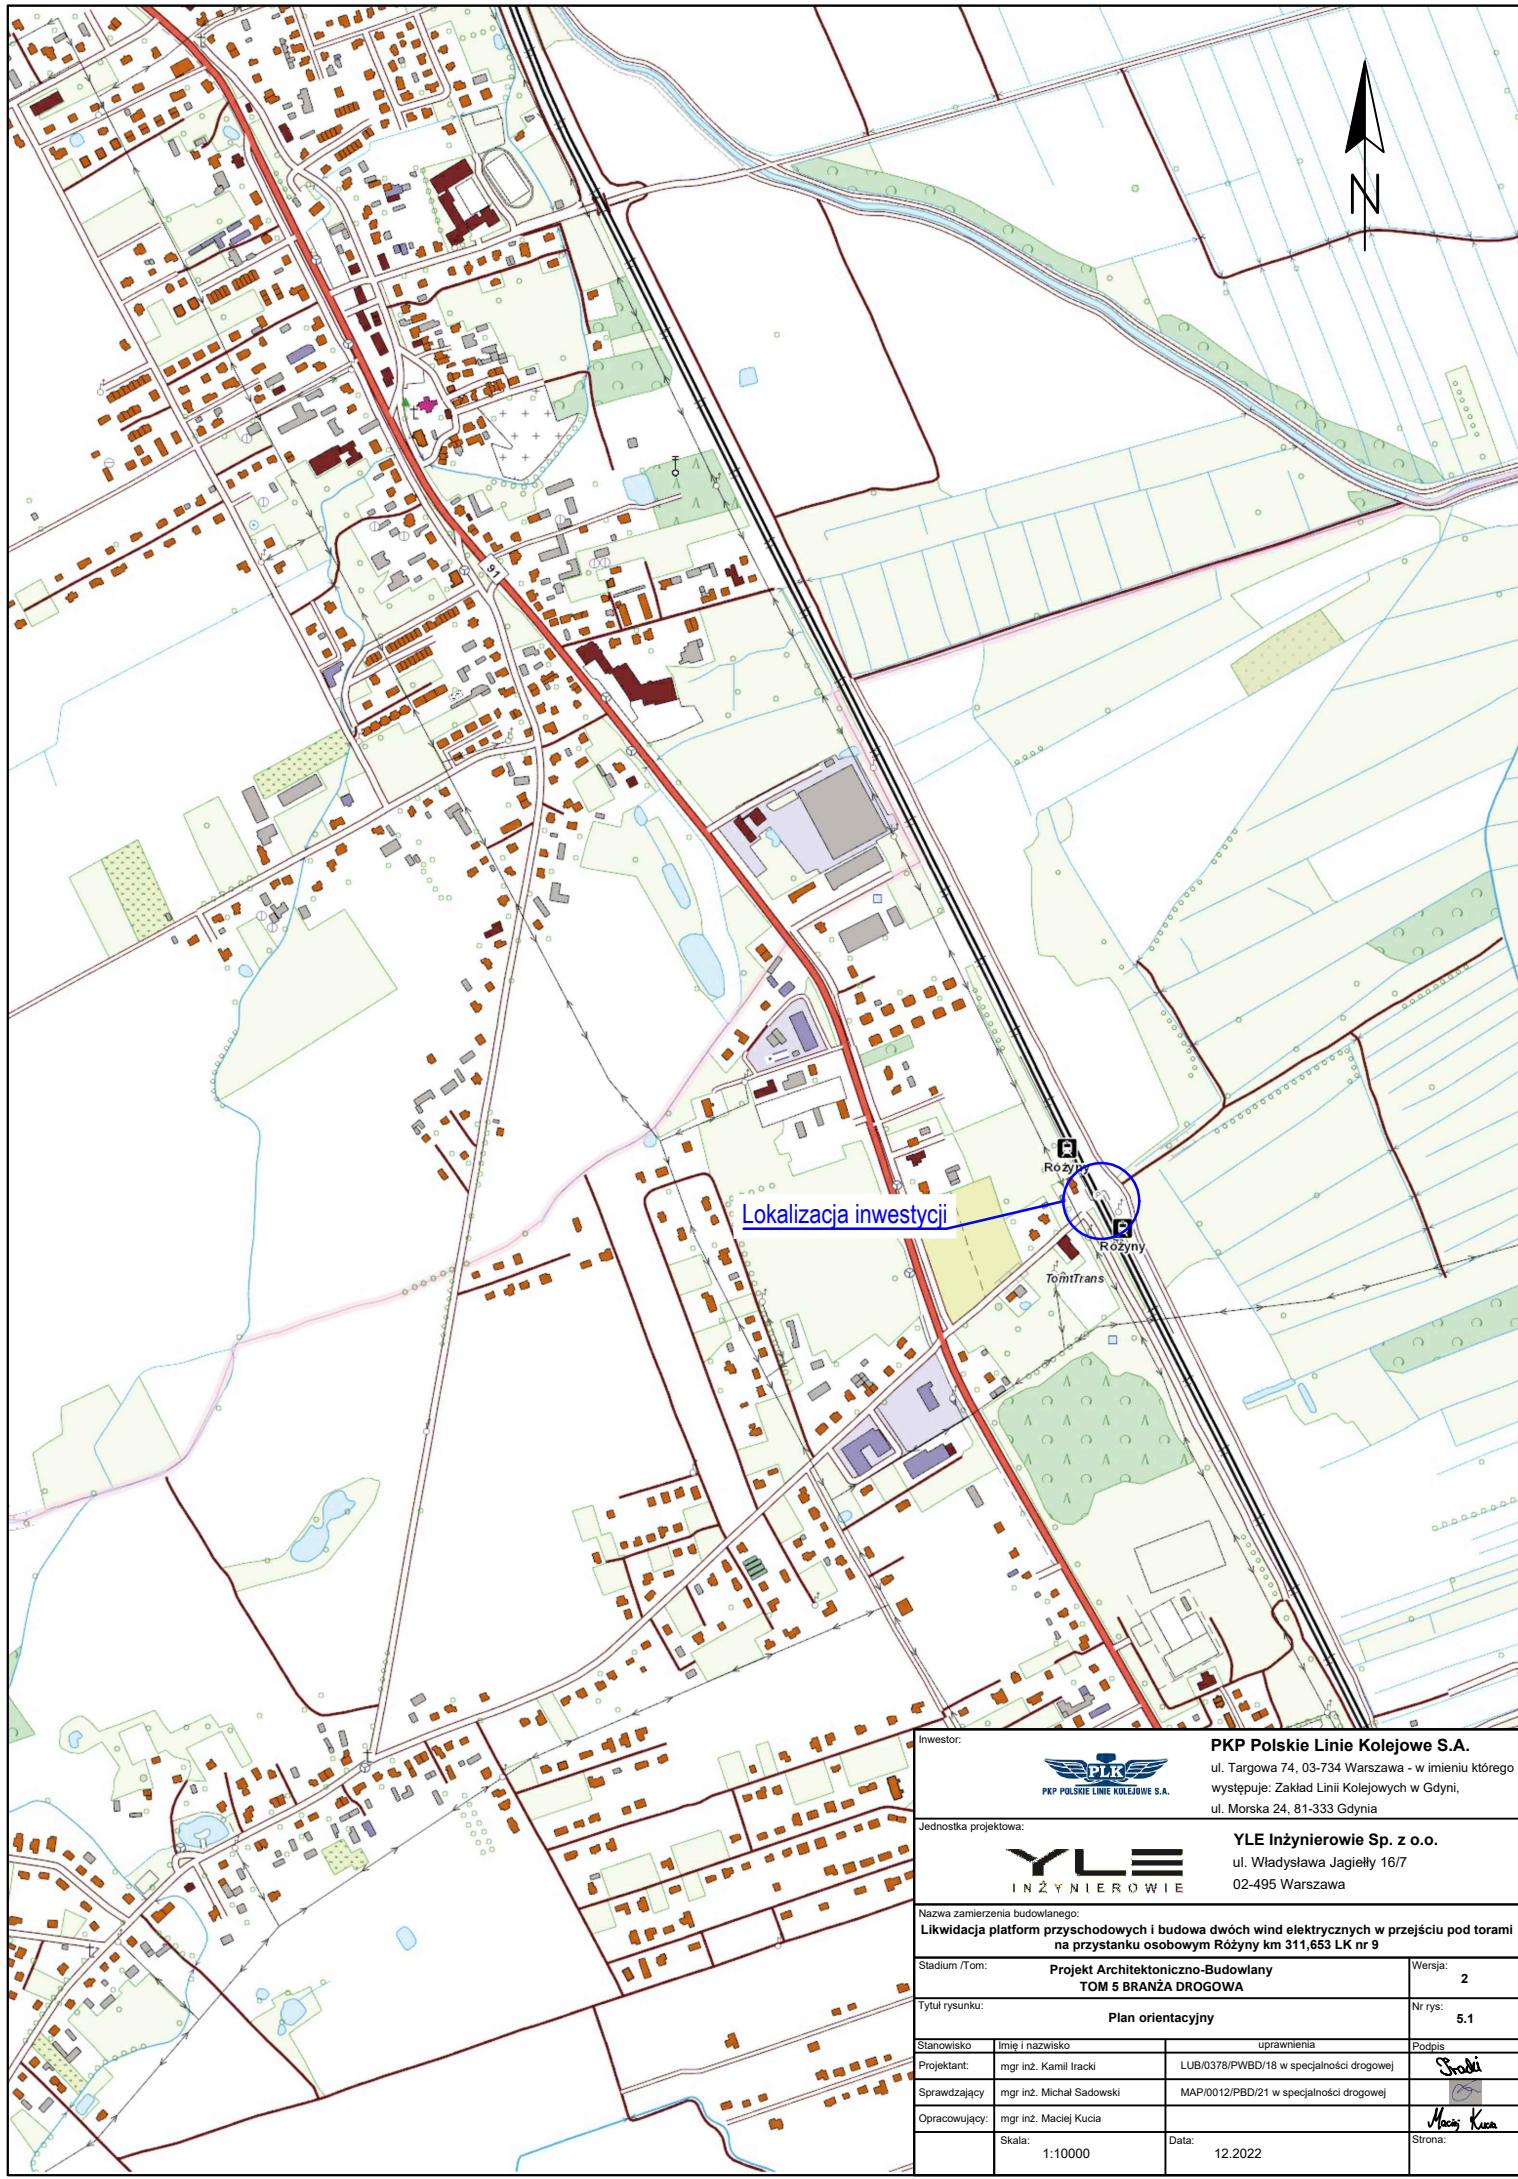 N
91
Różyny
Lokalizacja inwestycji
Różyny
TomtTrans
Inwestor:
PLK
PKP POLSKIE LINIE KOLEJOWE S.A.
PKP Polskie Linie Kolejowe S.A.
ul. Targowa 74, 03-734 Warszawa - w imieniu którego
występuje: Zakład Linii Kolejowych w Gdyni,
ul. Morska 24, 81-333 Gdynia
Jednostka projektowa:
YLE
INŻYNIEROWIE
YLE Inżynierowie Sp. z o.o.
ul. Władysława Jagiełły 16/7
02-495 Warszawa
Nazwa zamierzenia budowlanego:
Likwidacja platform przyschodowych i budowa dwóch wind elektrycznych w przejściu pod torami
na przystanku osobowym Różyny km 311,653 LK nr 9
Stadium /Tom:
Projekt Architektoniczno-Budowlany
TOM 5 BRANŻA DROGOWA
Wersja:
2
Tytuł rysunku:
Plan orientacyjny
Nr rys:
5.1
Stanowisko Imię i nazwisko uprawnienia Podpis
Projektant: mgr inż. Kamil Iracki LUB/0378/PWBD/18 w specjalności drogowej Iracki
Sprawdzający mgr inż. Michał Sadowski MAP/0012/PBD/21 w specjalności drogowej
Opracowujący: mgr inż. Maciej Kucia Maciej Kucia
Skala:
1:10000
Data:
12.2022
Strona: